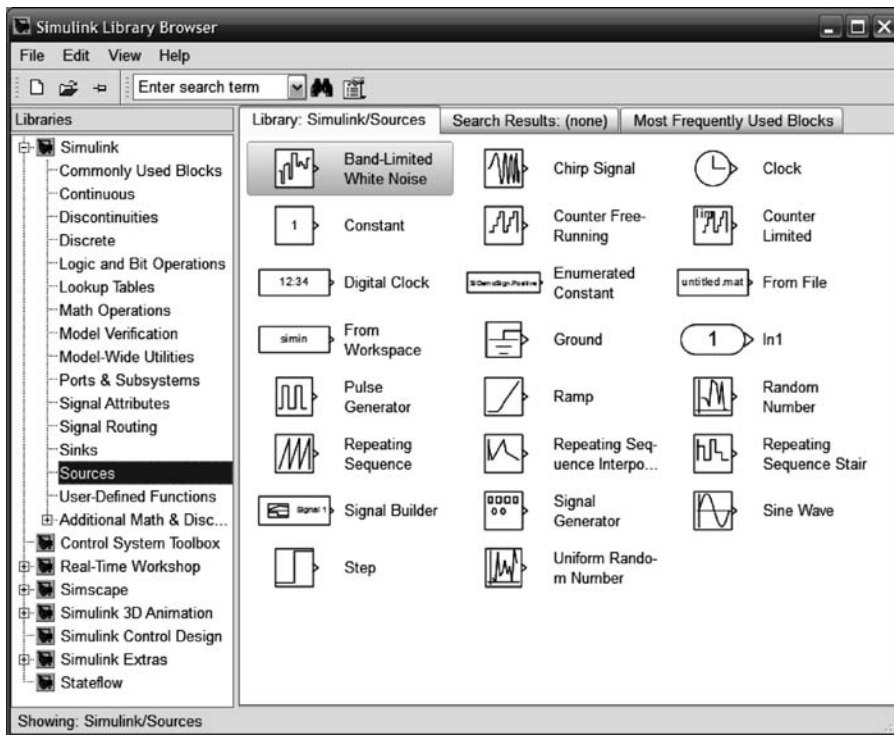 Simulink Library Browser
File Edit View Help
Enter search term
Libraries
Simulink
Commonly Used Blocks
Continuous
Discontinuities
Discrete
Logic and Bit Operations
Lookup Tables
Math Operations
Model Verification
Model-Wide Utilities
Ports & Subsystems
Signal Attributes
Signal Routing
Sinks
Sources
User-Defined Functions
Additional Math & Disc...
Control System Toolbox
Real-Time Workshop
Simscape
Simulink 3D Animation
Simulink Control Design
Simulink Extras
Stateflow
Library: Simulink/Sources Search Results: (none) Most Frequently Used Blocks
Band-Limited
White Noise
Chirp Signal
Clock
1 Constant
Counter Free-
Running
lim
Counter
Limited
12:34 Digital Clock
SlDemoSign.Positive
Enumerated
Constant
untitled.mat From File
simin
From
Workspace
Ground
1 In1
Pulse
Generator
Ramp
Random
Number
Repeating
Sequence
Repeating Seq-
uence Interpo...
Repeating
Sequence Stair
Signal 1 Signal Builder
Signal
Generator
Sine Wave
Step
Uniform Rando-
m Number
Showing: Simulink/Sources